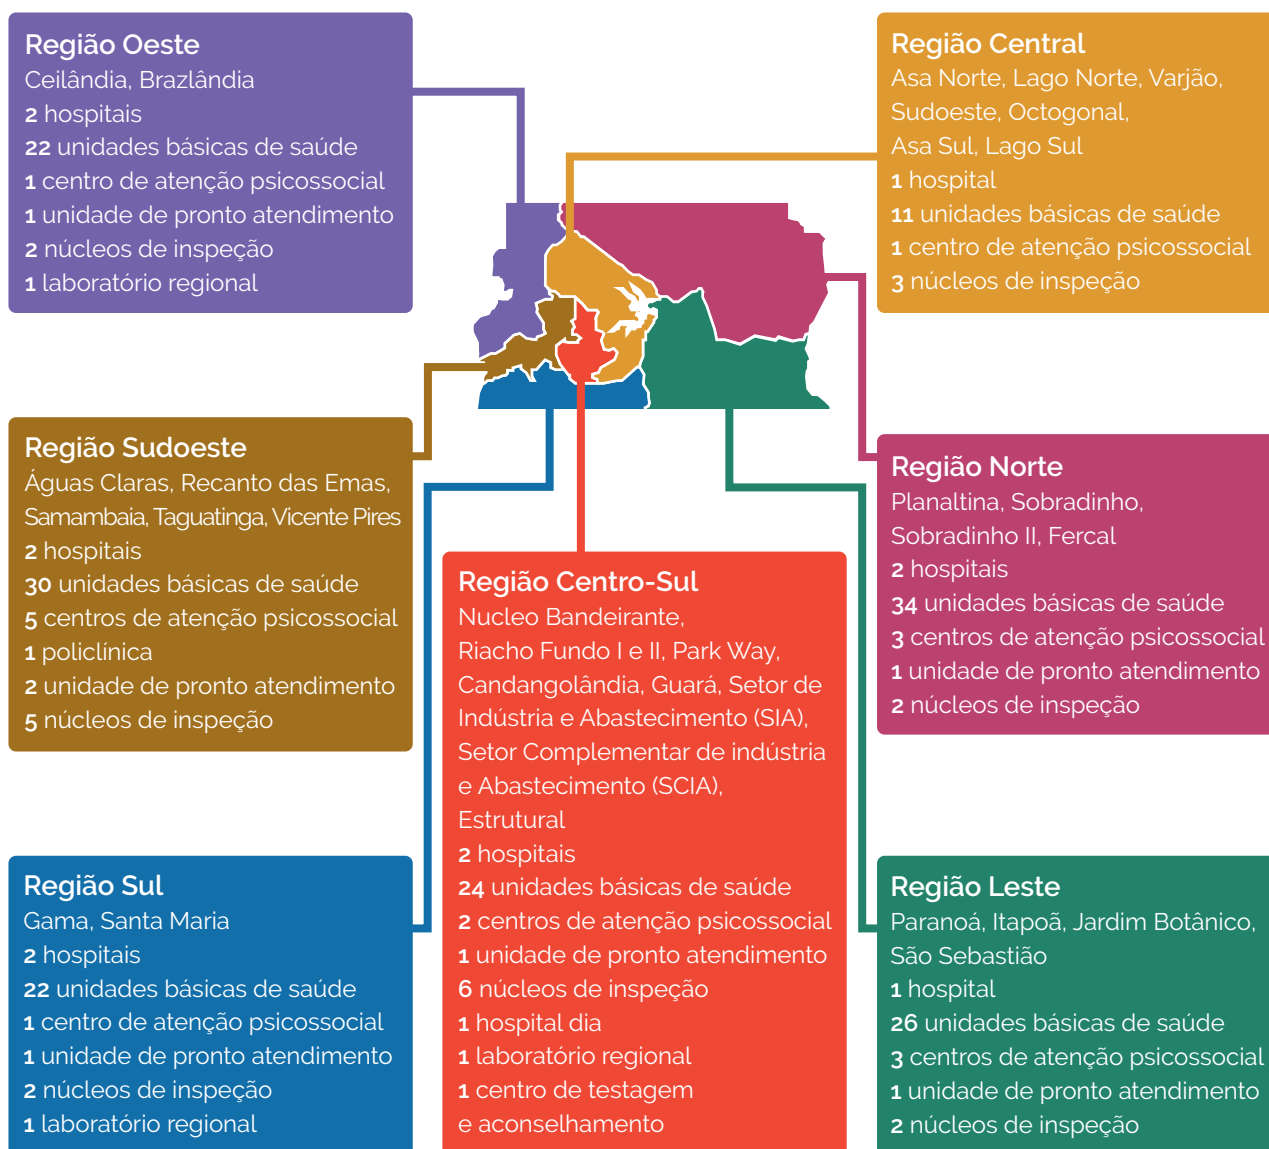 Região Oeste
Ceilândia, Brazlândia
2 hospitais
22 unidades básicas de saúde
1 centro de atenção psicossocial
1 unidade de pronto atendimento
2 núcleos de inspeção
1 laboratório regional
Região Central
Asa Norte, Lago Norte, Varjão,
Sudoeste, Octogonal,
Asa Sul, Lago Sul
1 hospital
11 unidades básicas de saúde
1 centro de atenção psicossocial
3 núcleos de inspeção
Região Sudoeste
Águas Claras, Recanto das Emas,
Samambaia, Taguatinga, Vicente Pires
2 hospitais
30 unidades básicas de saúde
5 centros de atenção psicossocial
1 policlínica
2 unidade de pronto atendimento
5 núcleos de inspeção
Região Norte
Planaltina, Sobradinho,
Sobradinho II, Fercal
2 hospitais
34 unidades básicas de saúde
3 centros de atenção psicossocial
1 unidade de pronto atendimento
2 núcleos de inspeção
Região Centro-Sul
Nucleo Bandeirante,
Riacho Fundo I e II, Park Way,
Candangolândia, Guará, Setor de
Indústria e Abastecimento (SIA),
Setor Complementar de indústria
e Abastecimento (SCIA),
Estrutural
2 hospitais
24 unidades básicas de saúde
2 centros de atenção psicossocial
1 unidade de pronto atendimento
6 núcleos de inspeção
1 hospital dia
1 laboratório regional
1 centro de testagem
e aconselhamento
Região Sul
Gama, Santa Maria
2 hospitais
22 unidades básicas de saúde
1 centro de atenção psicossocial
1 unidade de pronto atendimento
2 núcleos de inspeção
1 laboratório regional
Região Leste
Paranoá, Itapoã, Jardim Botânico,
São Sebastião
1 hospital
26 unidades básicas de saúde
3 centros de atenção psicossocial
1 unidade de pronto atendimento
2 núcleos de inspeção